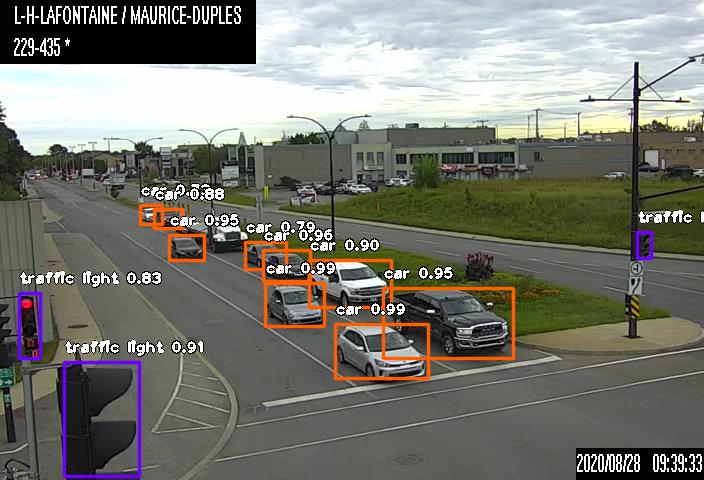 L-H-LAFONTAINE / MAURICE-DUPLES
229-435 *
car 0.88
car 0.95
car 0.79
car 0.96
car 0.90
car 0.99
car 0.95
car 0.99
traffic light 0.83
traffic light 0.91
traffic
2020/08/28 09:39:33